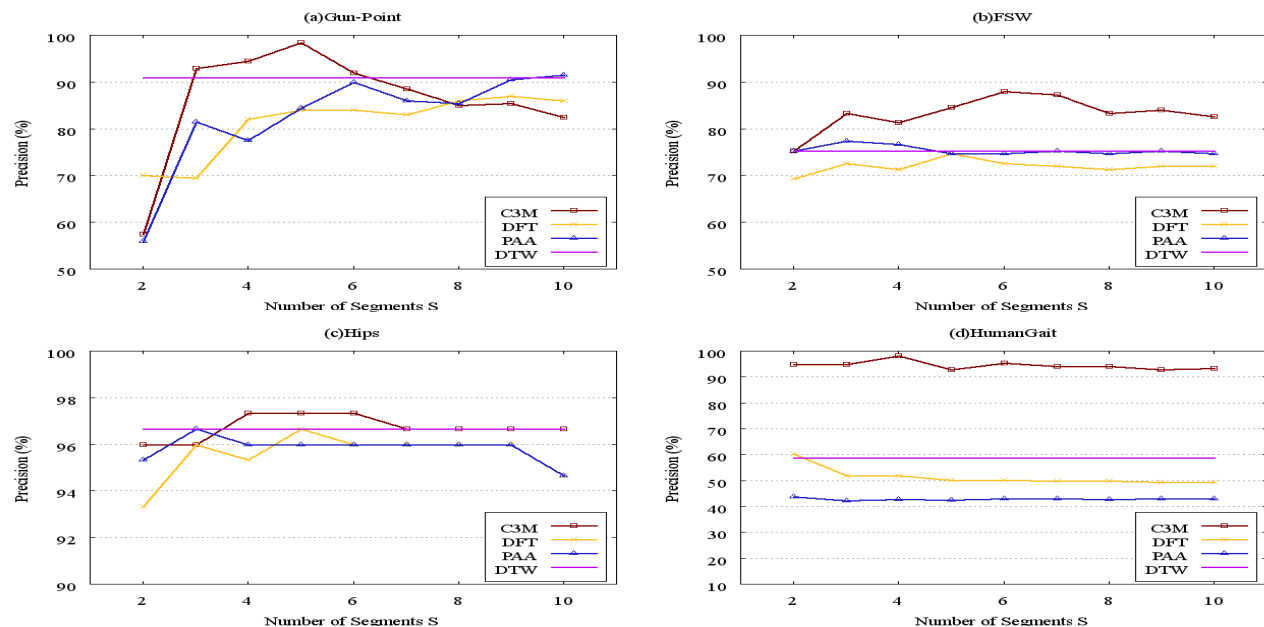 (a)Gun-Point
100
90
80
70
60
50
Precision (%)
C3M
DFT
PAA
DTW
2 4 6 8 10
Number of Segments S
(b)FSW
100
90
80
70
60
50
Precision (%)
C3M
DFT
PAA
DTW
2 4 6 8 10
Number of Segments S
(c)Hips
100
98
96
94
92
90
Precision (%)
C3M
DFT
PAA
DTW
2 4 6 8 10
Number of Segments S
(d)HumanGait
100
90
80
70
60
50
40
30
20
10
Precision (%)
C3M
DFT
PAA
DTW
2 4 6 8 10
Number of Segments S